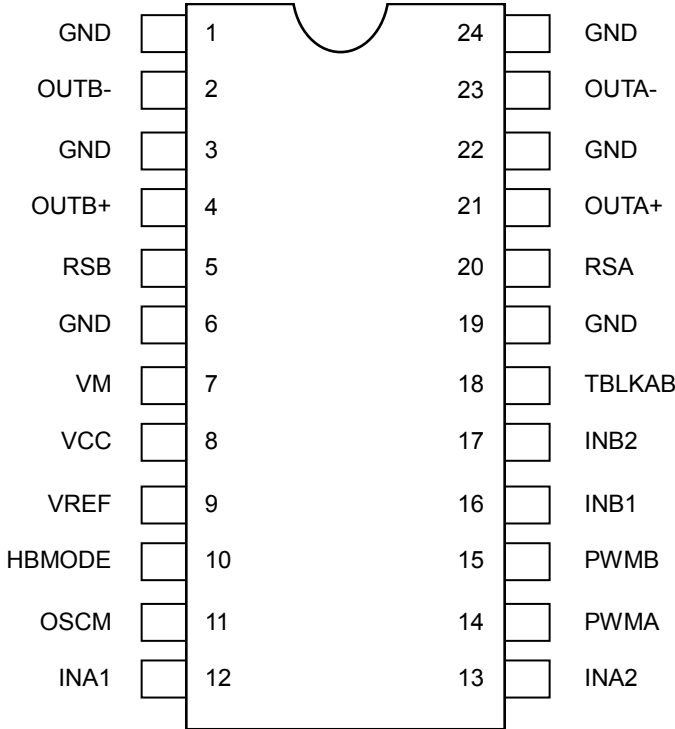 GND 1 24 GND
OUTB- 2 23 OUTA-
GND 3 22 GND
OUTB+ 4 21 OUTA+
RSB 5 20 RSA
GND 6 19 GND
VM 7 18 TBLKAB
VCC 8 17 INB2
VREF 9 16 INB1
HBMODE 10 15 PWMB
OSCM 11 14 PWMA
INA1 12 13 INA2